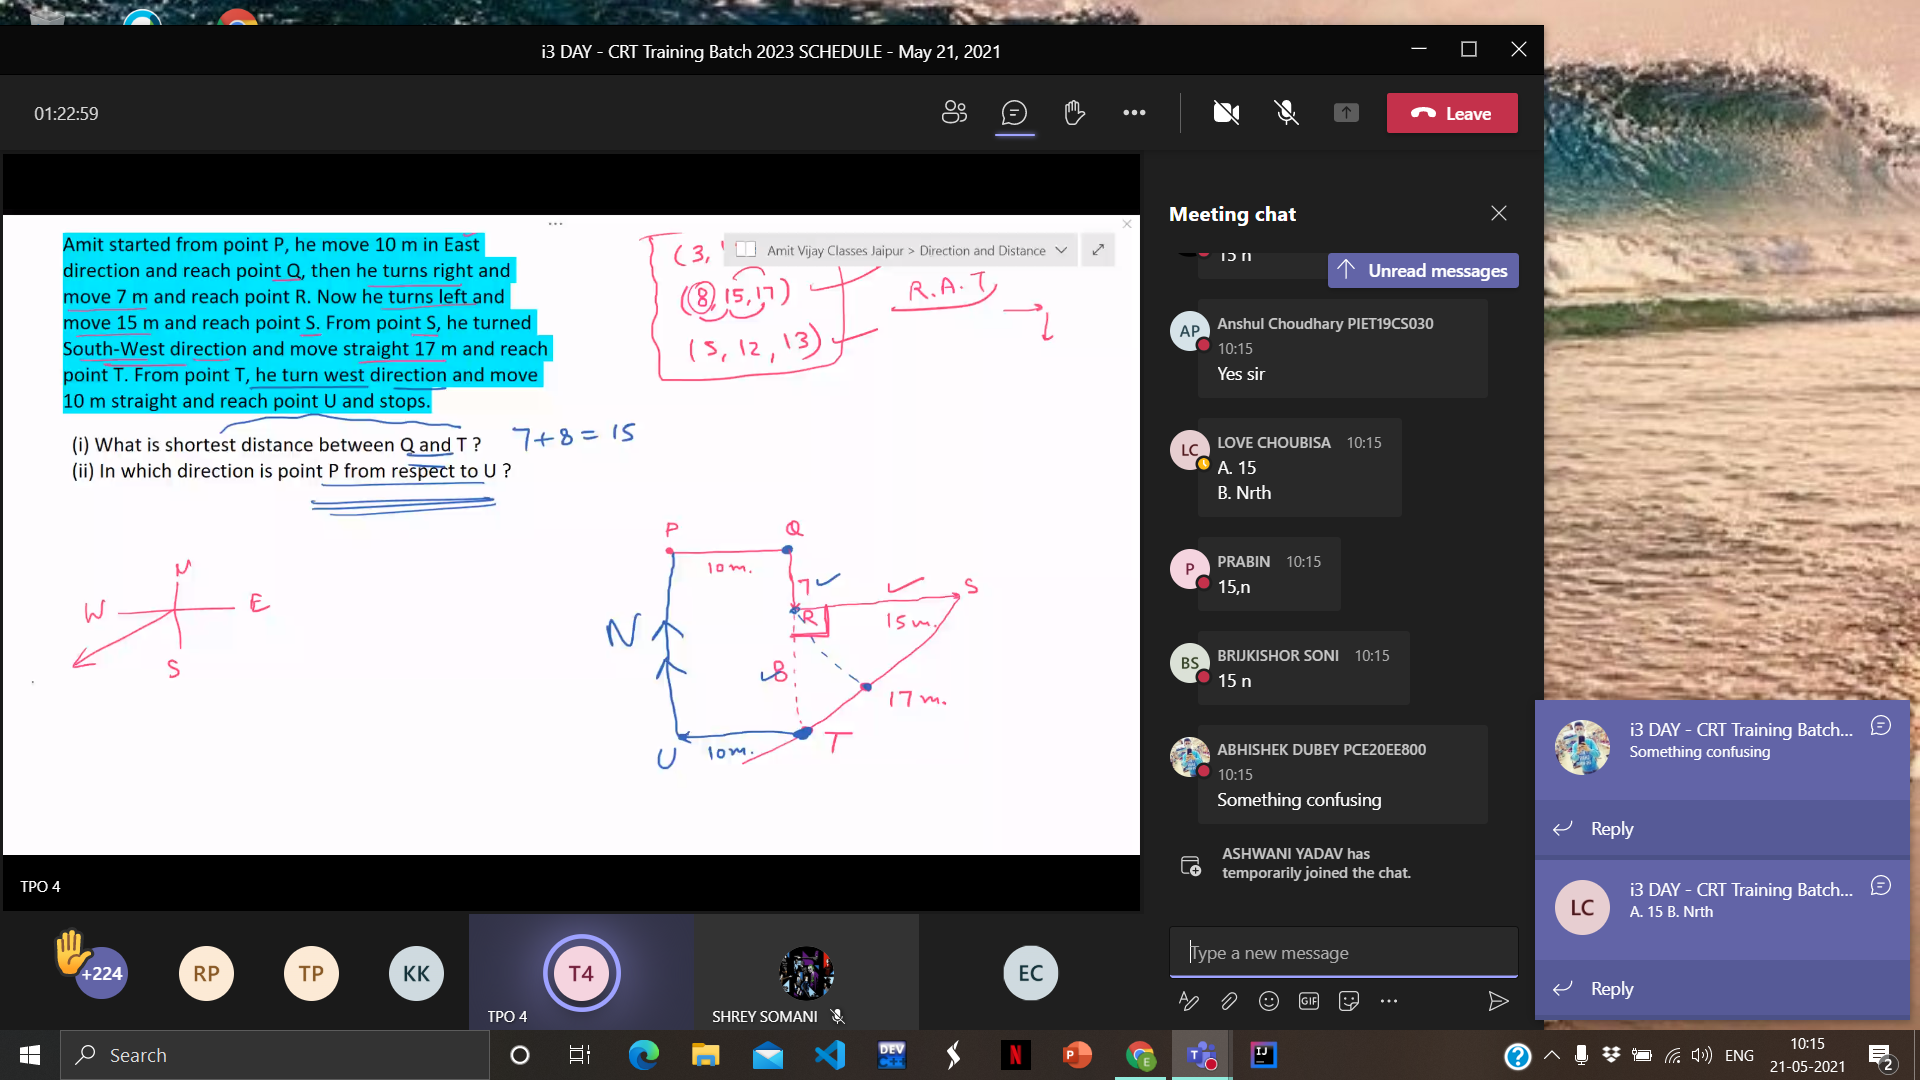 i3 DAY - CRT Training Batch 2023 SCHEDULE - May 21, 2021
01:22:59
Leave
Amit started from point P, he move 10 m in East
direction and reach point Q, then he turns right and
move 7 m and reach point R. Now he turns left and
move 15 m and reach point S. From point S, he turned
South-West direction and move straight 17 m and reach
point T. From point T, he turn west direction and move
10 m straight and reach point U and stops.
(i) What is shortest distance between Q and T ?
7+8=15
(ii) In which direction is point P from respect to U ?
(3,
Amit Vijay Classes Jaipur > Direction and Distance
(8,15,17)
R.A.T
(5, 12, 13)
N
W
E
S
P
Q
10m.
7
S
R
15m.
N
8
17m.
U
10m.
T
TPO 4
Meeting chat
15 n
Unread messages
AP
Anshul Choudhary PIET19CS030
10:15
Yes sir
LC
LOVE CHOUBISA 10:15
A. 15
B. Nrth
P
PRABIN 10:15
15,n
BS
BRIJKISHOR SONI 10:15
15 n
ABHISHEK DUBEY PCE20EE800
10:15
Something confusing
ASHWANI YADAV has
temporarily joined the chat.
Type a new message
GIF
i3 DAY - CRT Training Batch...
Something confusing
Reply
LC
i3 DAY - CRT Training Batch...
A. 15 B. Nrth
Reply
+224
RP
TP
KK
T4
TPO 4
SHREY SOMANI
EC
Search
DEV
C++
N
P
E
T
IJ
?
ENG
10:15
21-05-2021
2